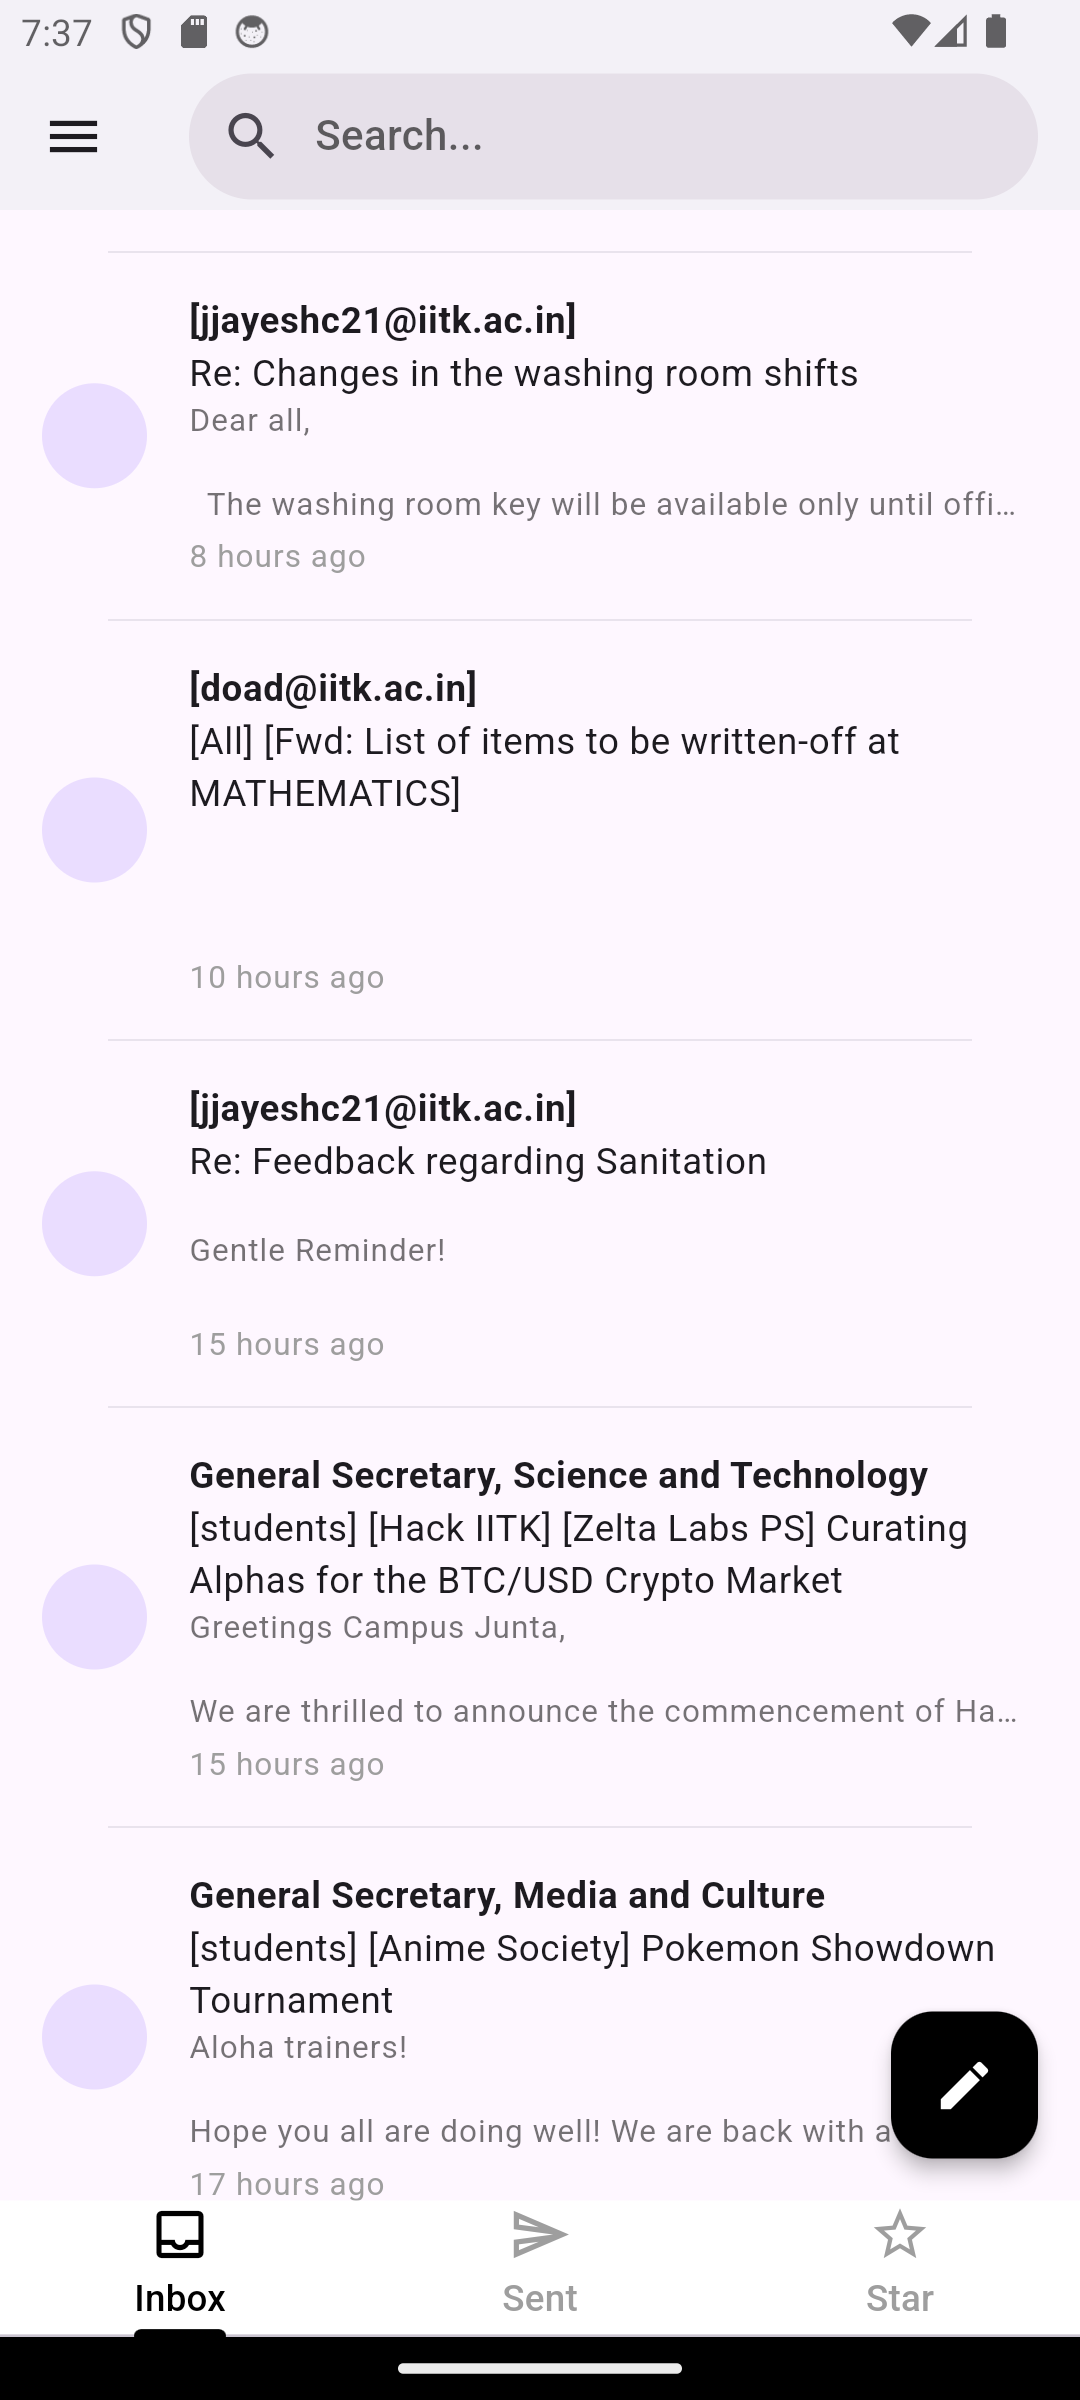 7:37
Search...
[jjayeshc21@iitk.ac.in]
Re: Changes in the washing room shifts
Dear all,
The washing room key will be available only until offi…
8 hours ago
[doad@iitk.ac.in]
[All] [Fwd: List of items to be written-off at
MATHEMATICS]
10 hours ago
[jjayeshc21@iitk.ac.in]
Re: Feedback regarding Sanitation
Gentle Reminder!
15 hours ago
General Secretary, Science and Technology
[students] [Hack IITK] [Zelta Labs PS] Curating
Alphas for the BTC/USD Crypto Market
Greetings Campus Junta,
We are thrilled to announce the commencement of Ha…
15 hours ago
General Secretary, Media and Culture
[students] [Anime Society] Pokemon Showdown
Tournament
Aloha trainers!
Hope you all are doing well! We are back with a
17 hours ago
Inbox
Sent
Star